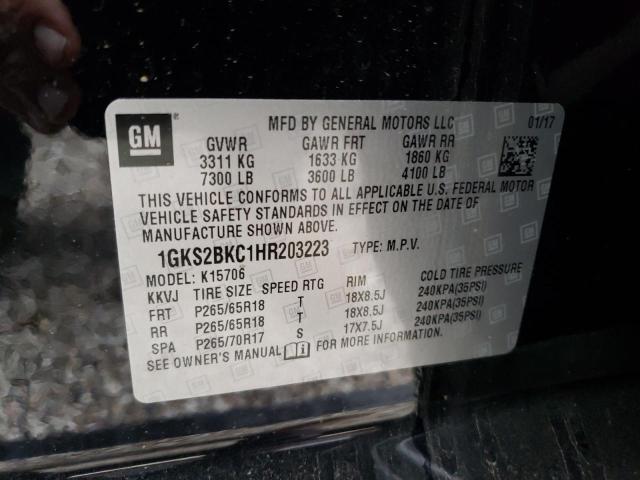 GM
MFD BY GENERAL MOTORS LLC 01/17
GVWR GAWR FRT GAWR RR
3311 KG 1633 KG 1860 KG
7300 LB 3600 LB 4100 LB
THIS VEHICLE CONFORMS TO ALL APPLICABLE U.S. FEDERAL MOTOR
VEHICLE SAFETY STANDARDS IN EFFECT ON THE DATE OF
MANUFACTURE SHOWN ABOVE.
1GKS2BKC1HR203223 TYPE: M.P.V.
MODEL: K15706
KKVJ TIRE SIZE SPEED RTG RIM COLD TIRE PRESSURE
FRT P265/65R18 T 18X8.5J 240KPA(35PSI)
RR P265/65R18 T 18X8.5J 240KPA(35PSI)
SPA P265/70R17 S 17X7.5J 240KPA(35PSI)
SEE OWNER'S MANUAL FOR MORE INFORMATION.